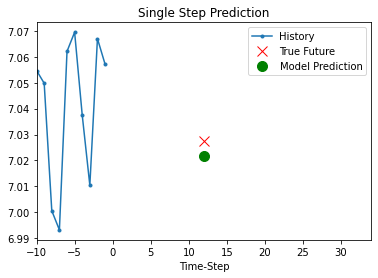 Single Step Prediction
7.07
7.06
7.05
7.04
7.03
7.02
7.01
7.00
6.99
History
True Future
Model Prediction
−10 −5 0 5 10 15 20 25 30
Time-Step